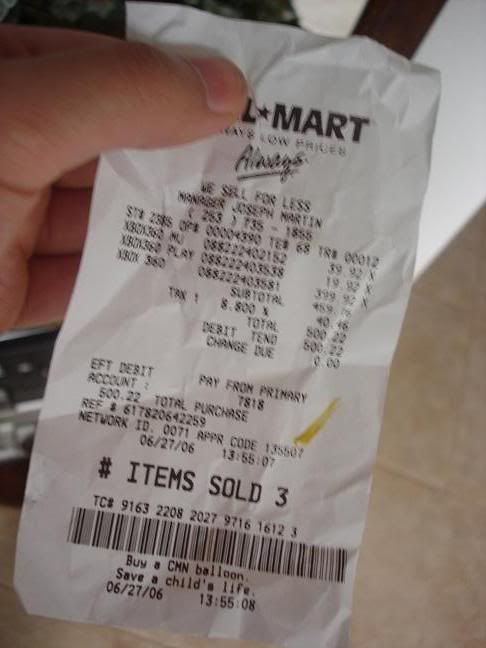 L★MART
WAYS LOW PRICES
Always.
WE SELL FOR LESS
MANAGER JOSEPH MARTIN
( 253 ) 735 - 1855
ST# 2385 OP# 00004390 TE# 68 TR# 00012
XBOX360 MU 088222402152 39.92 X
XBOX360 PLAY 088222403538 19.92 X
XBOX 360 088222403581 399.92 X
SUBTOTAL 459.76
TAX 1 8.800 % 40.46
TOTAL 500.22
DEBIT TEND 500.22
CHANGE DUE 0.00
EFT DEBIT PAY FROM PRIMARY
ACCOUNT : 7818
500.22 TOTAL PURCHASE
REF # 617820642259
NETWORK ID. 0071 APPR CODE 135507
06/27/06 13:55:07
# ITEMS SOLD 3
TC# 9163 2208 2027 9716 1612 3
Buy a CMN balloon.
Save a child's life.
06/27/06 13:55:08